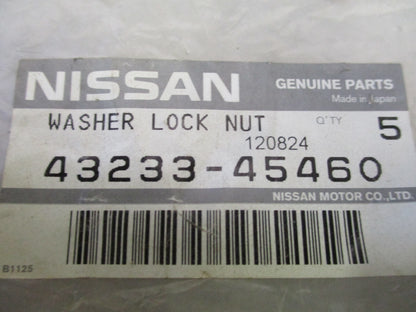 NISSAN
GENUINE PARTS
Made in Japan
WASHER LOCK NUT
Q'TY 5
120824
43233-45460
NISSAN MOTOR CO.,LTD.
B1125